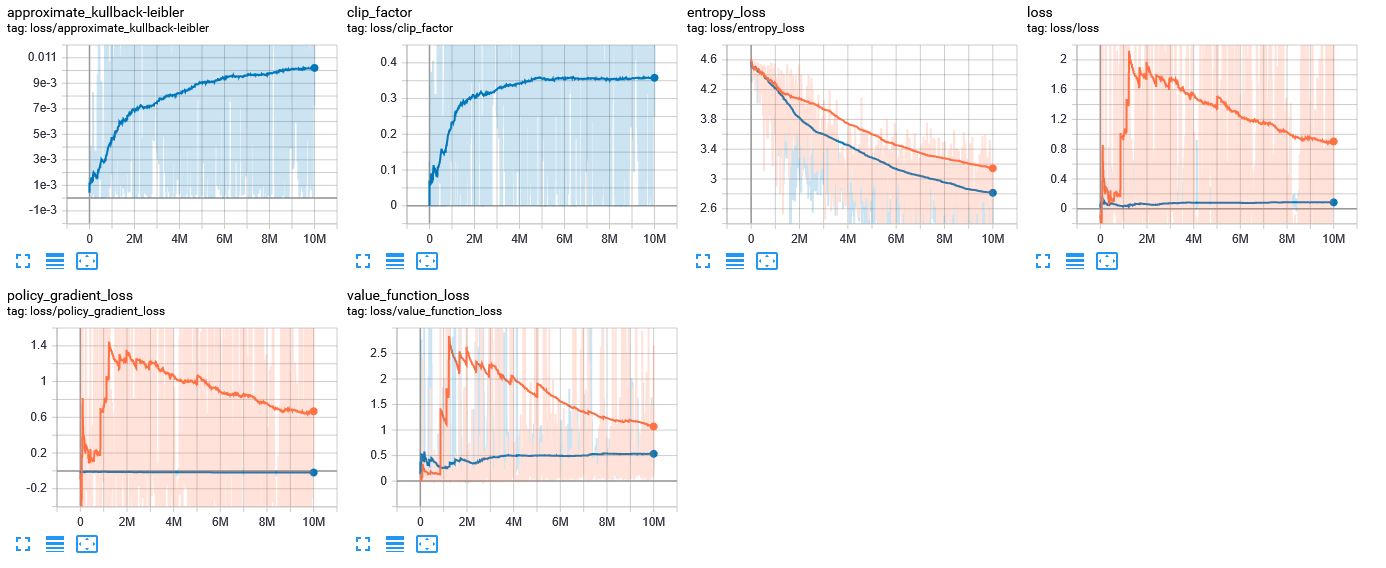 approximate_kullback-leibler
tag: loss/approximate_kullback-leibler
0.011
9e-3
7e-3
5e-3
3e-3
1e-3
-1e-3
0 2M 4M 6M 8M 10M
clip_factor
tag: loss/clip_factor
0.4
0.3
0.2
0.1
0
0 2M 4M 6M 8M 10M
entropy_loss
tag: loss/entropy_loss
4.6
4.2
3.8
3.4
3
2.6
0 2M 4M 6M 8M 10M
loss
tag: loss/loss
2
1.6
1.2
0.8
0.4
0
0 2M 4M 6M 8M 10M
policy_gradient_loss
tag: loss/policy_gradient_loss
1.4
1
0.6
0.2
-0.2
0 2M 4M 6M 8M 10M
value_function_loss
tag: loss/value_function_loss
2.5
2
1.5
1
0.5
0
0 2M 4M 6M 8M 10M